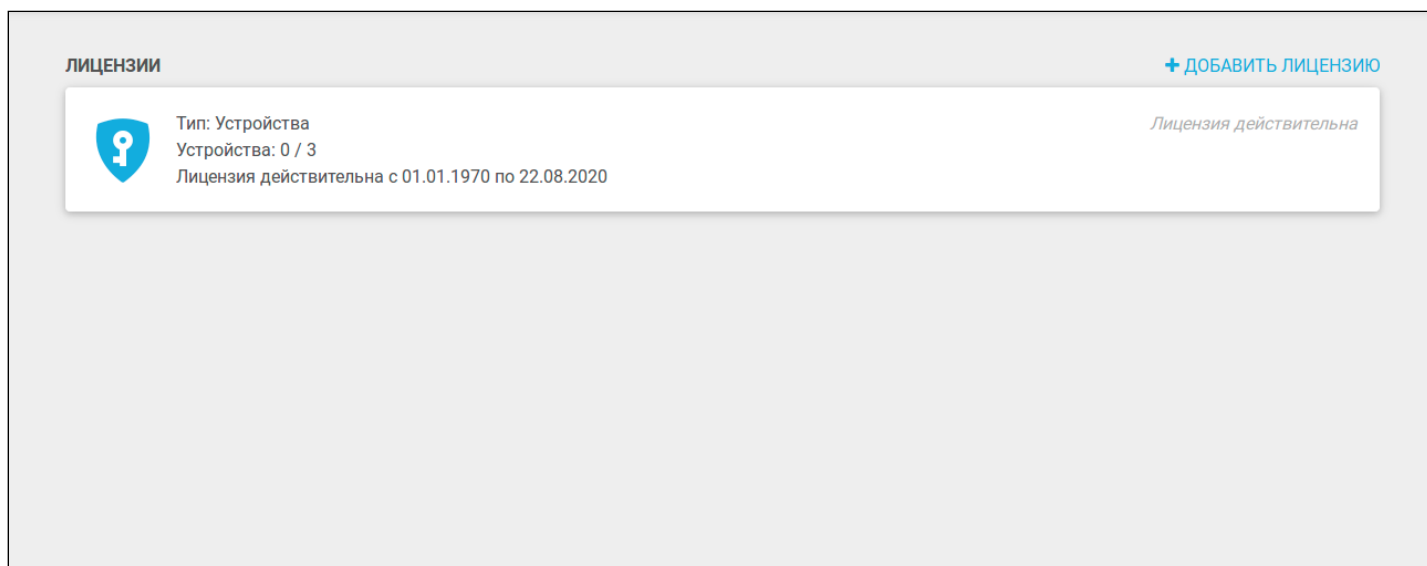 ЛИЦЕНЗИИ
+ ДОБАВИТЬ ЛИЦЕНЗИЮ
Тип: Устройства
Лицензия действительна
Устройства: 0 / 3
Лицензия действительна с 01.01.1970 по 22.08.2020